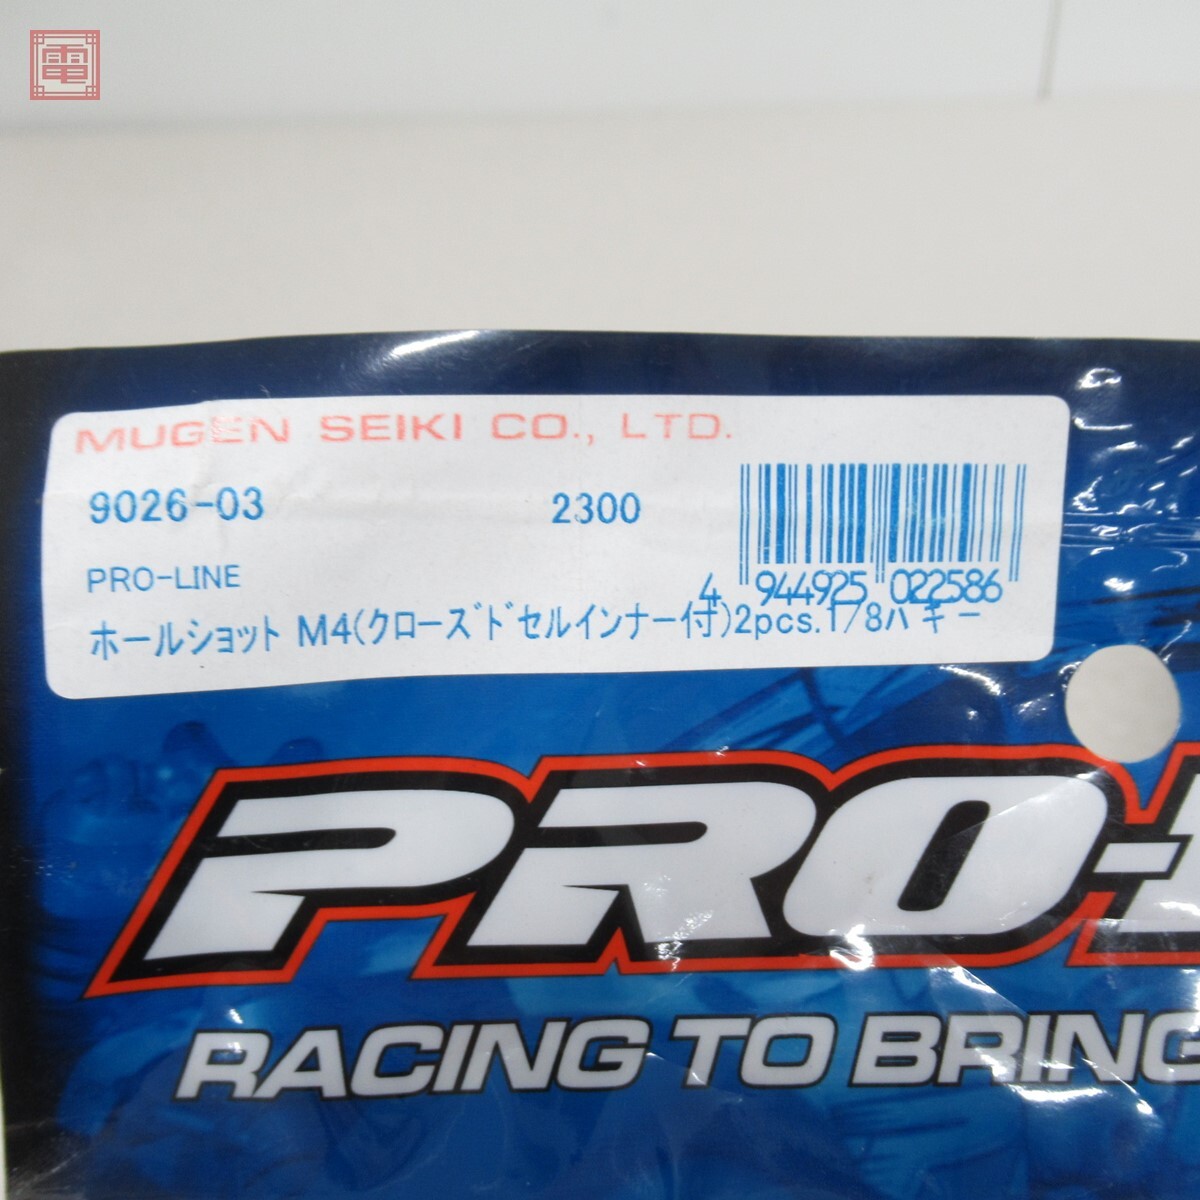 電
MUGEN SEIKI CO., LTD.
9026-03 2300
4 944925 022586
PRO-LINE
ホールショット M4(クローズドセルインナー付)2pcs.1/8バギー
PRO-
RACING TO BRING